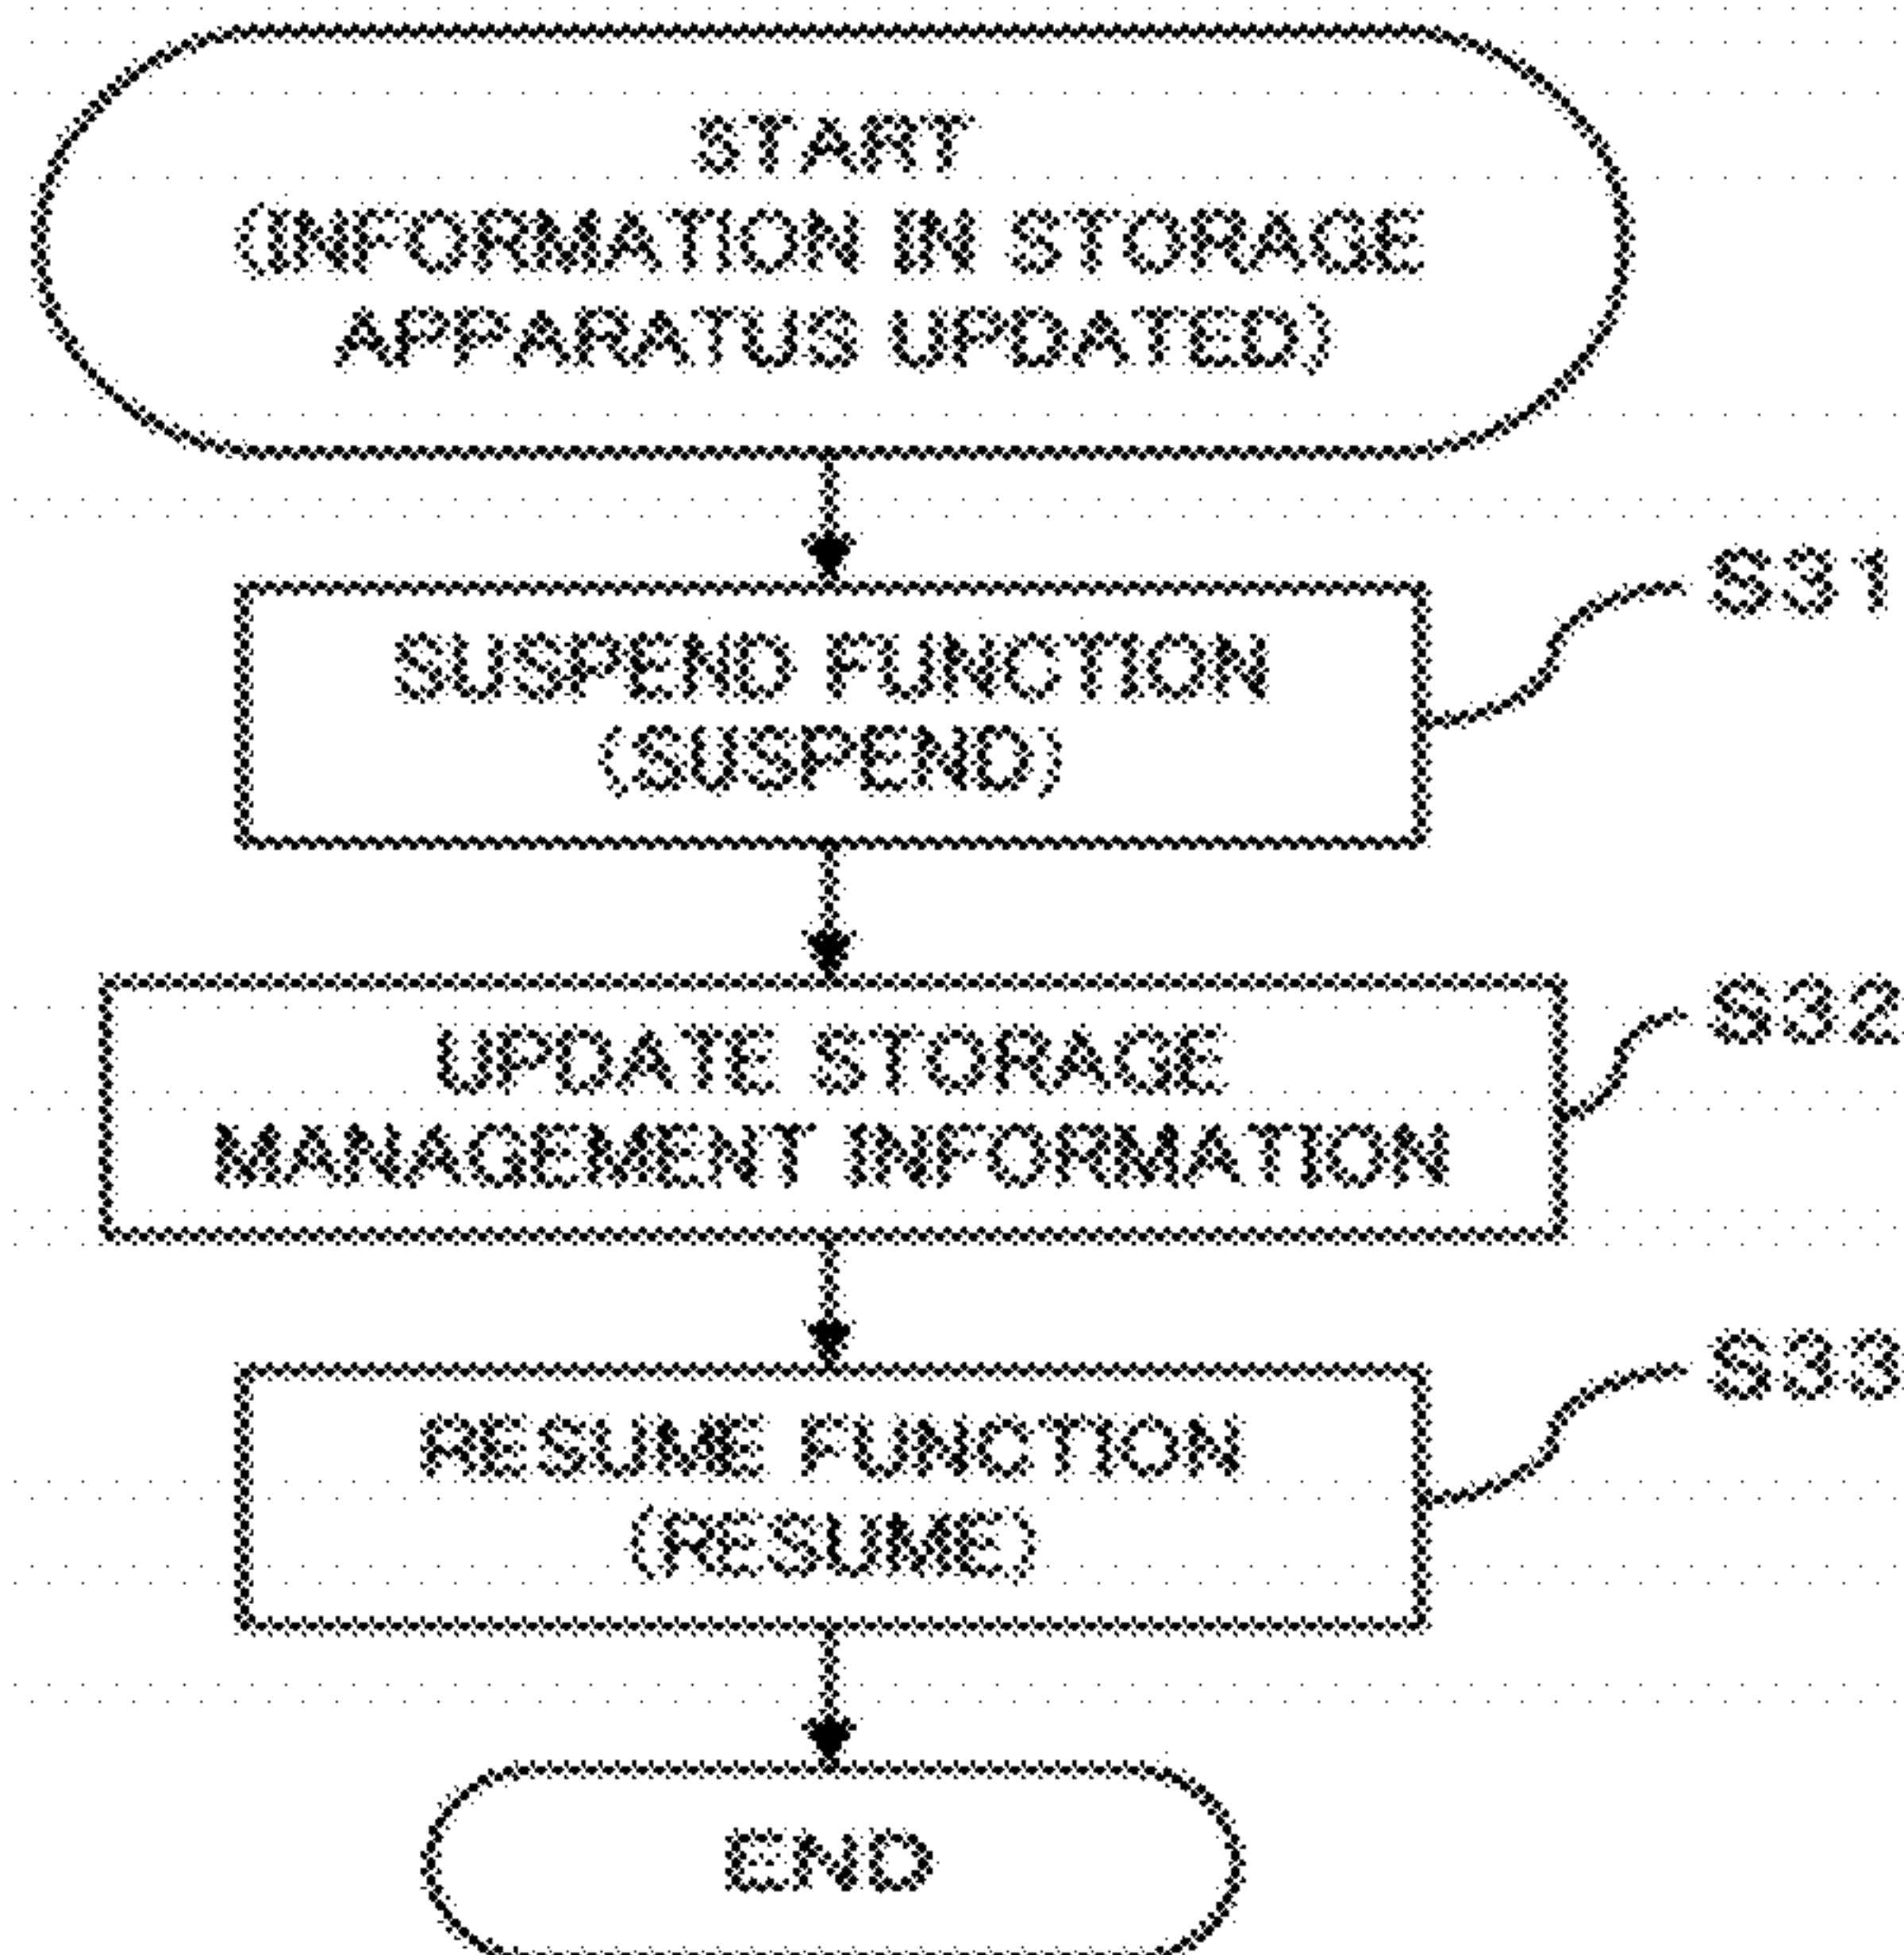 START
(INFORMATION IN STORAGE
APPARATUS UPDATED)
S31
SUSPEND FUNCTION
(SUSPEND)
S32
UPDATE STORAGE
MANAGEMENT INFORMATION
S33
RESUME FUNCTION
(RESUME)
END